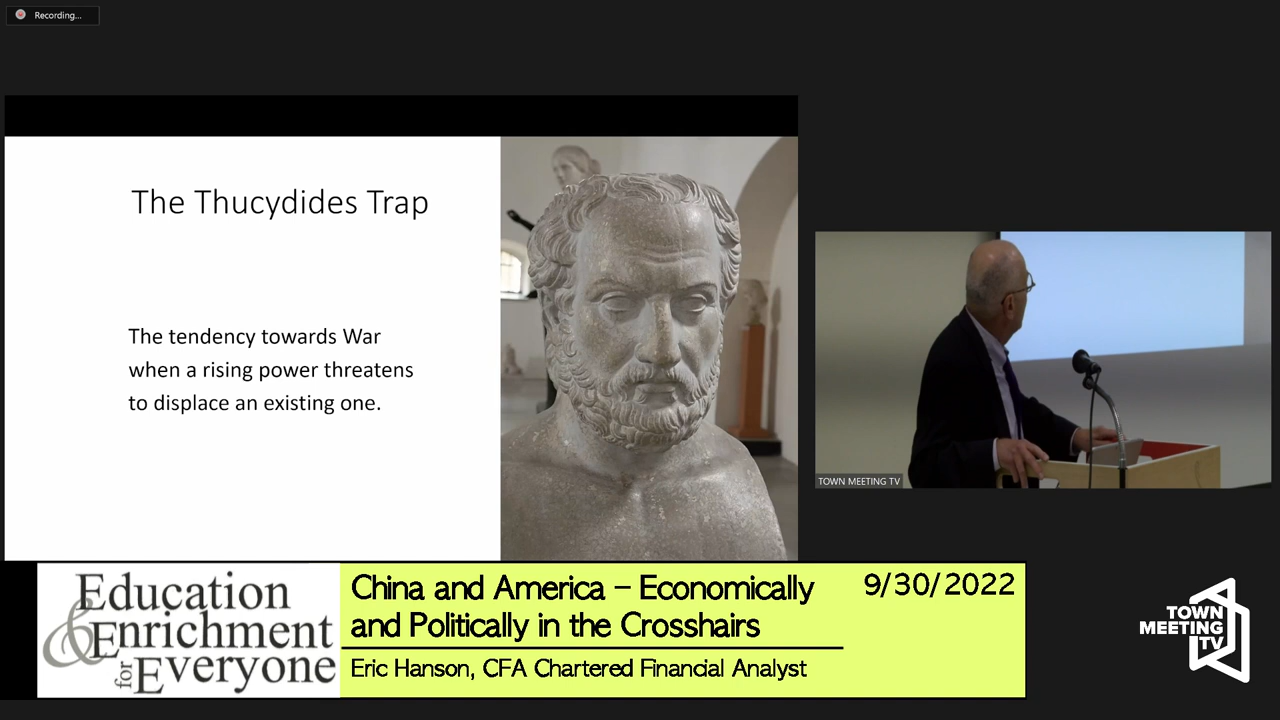 Recording...
The Thucydides Trap
The tendency towards War
when a rising power threatens
to displace an existing one.
TOWN MEETING TV
Education
& Enrichment
for Everyone
China and America – Economically
and Politically in the Crosshairs
9/30/2022
Eric Hanson, CFA Chartered Financial Analyst
TOWN
MEETING
TV